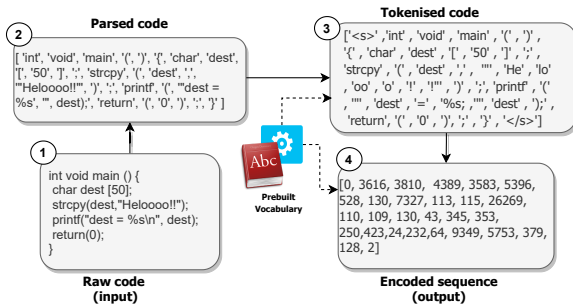 Parsed code
2
[ 'int', 'void', 'main', '(', ')', '{', 'char', 'dest',
'[', '50', ']', ';', 'strcpy', '(', 'dest', ',',
'"Helloooo!!"', ')', ';', 'printf', '(', '"dest =
%s', '", dest);', 'return', '(', '0', ')', ';', '}' ]
Tokenised code
3
['<s>' ,'int' , 'void', 'main' , '(' , ')' ,
'{' , 'char' , 'dest' , '[' , '50' , ']' , ';' ,
'strcpy' , '(' , 'dest' , ',' , '"' , 'He' , 'lo' ,
'oo' , 'o' , '!' , '!"' , ')' , ';', 'printf' , '('
, '"' , dest' , '=' , '%s; ,'"' , 'dest' , ');' ,
'return', '(' , '0' , ')', ';' , '}' , '</s>']
1
int void main () {
char dest [50];
strcpy(dest,"Heloooo!!");
printf("dest = %s\n", dest);
return(0);
}
Raw code
(input)
Abc
Prebuilt
Vocabulary
4
[0, 3616, 3810, 4389, 3583, 5396,
528, 130, 7327, 113, 115, 26269,
110, 109, 130, 43, 345, 353,
250,423,24,232,64, 9349, 5753, 379,
128, 2]
Encoded sequence
(output)